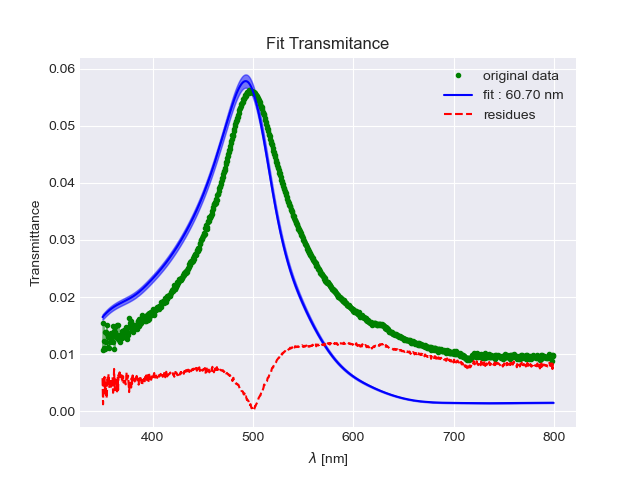 Fit Transmitance
0.06
0.05
0.04
0.03
0.02
0.01
0.00
Transmittance
original data
fit : 60.70 nm
residues
400
500
600
700
800
λ [nm]